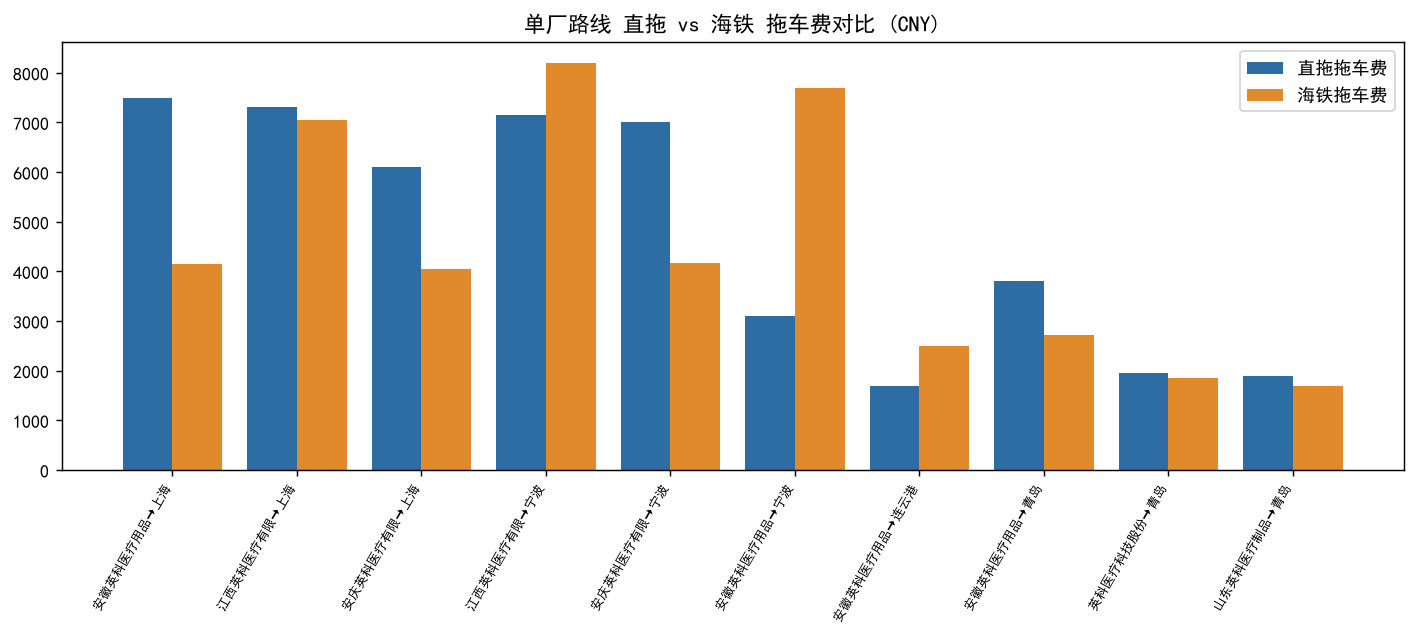 单厂路线 直拖 vs 海铁 拖车费对比 (CNY)
直拖拖车费
海铁拖车费
8000
7000
6000
5000
4000
3000
2000
1000
0
安徽英科医疗用品→上海
江西英科医疗有限→上海
安庆英科医疗有限→上海
江西英科医疗有限→宁波
安庆英科医疗有限→宁波
安徽英科医疗用品→宁波
安徽英科医疗用品→连云港
安徽英科医疗用品→青岛
英科医疗科技股份→青岛
山东英科医疗制品→青岛